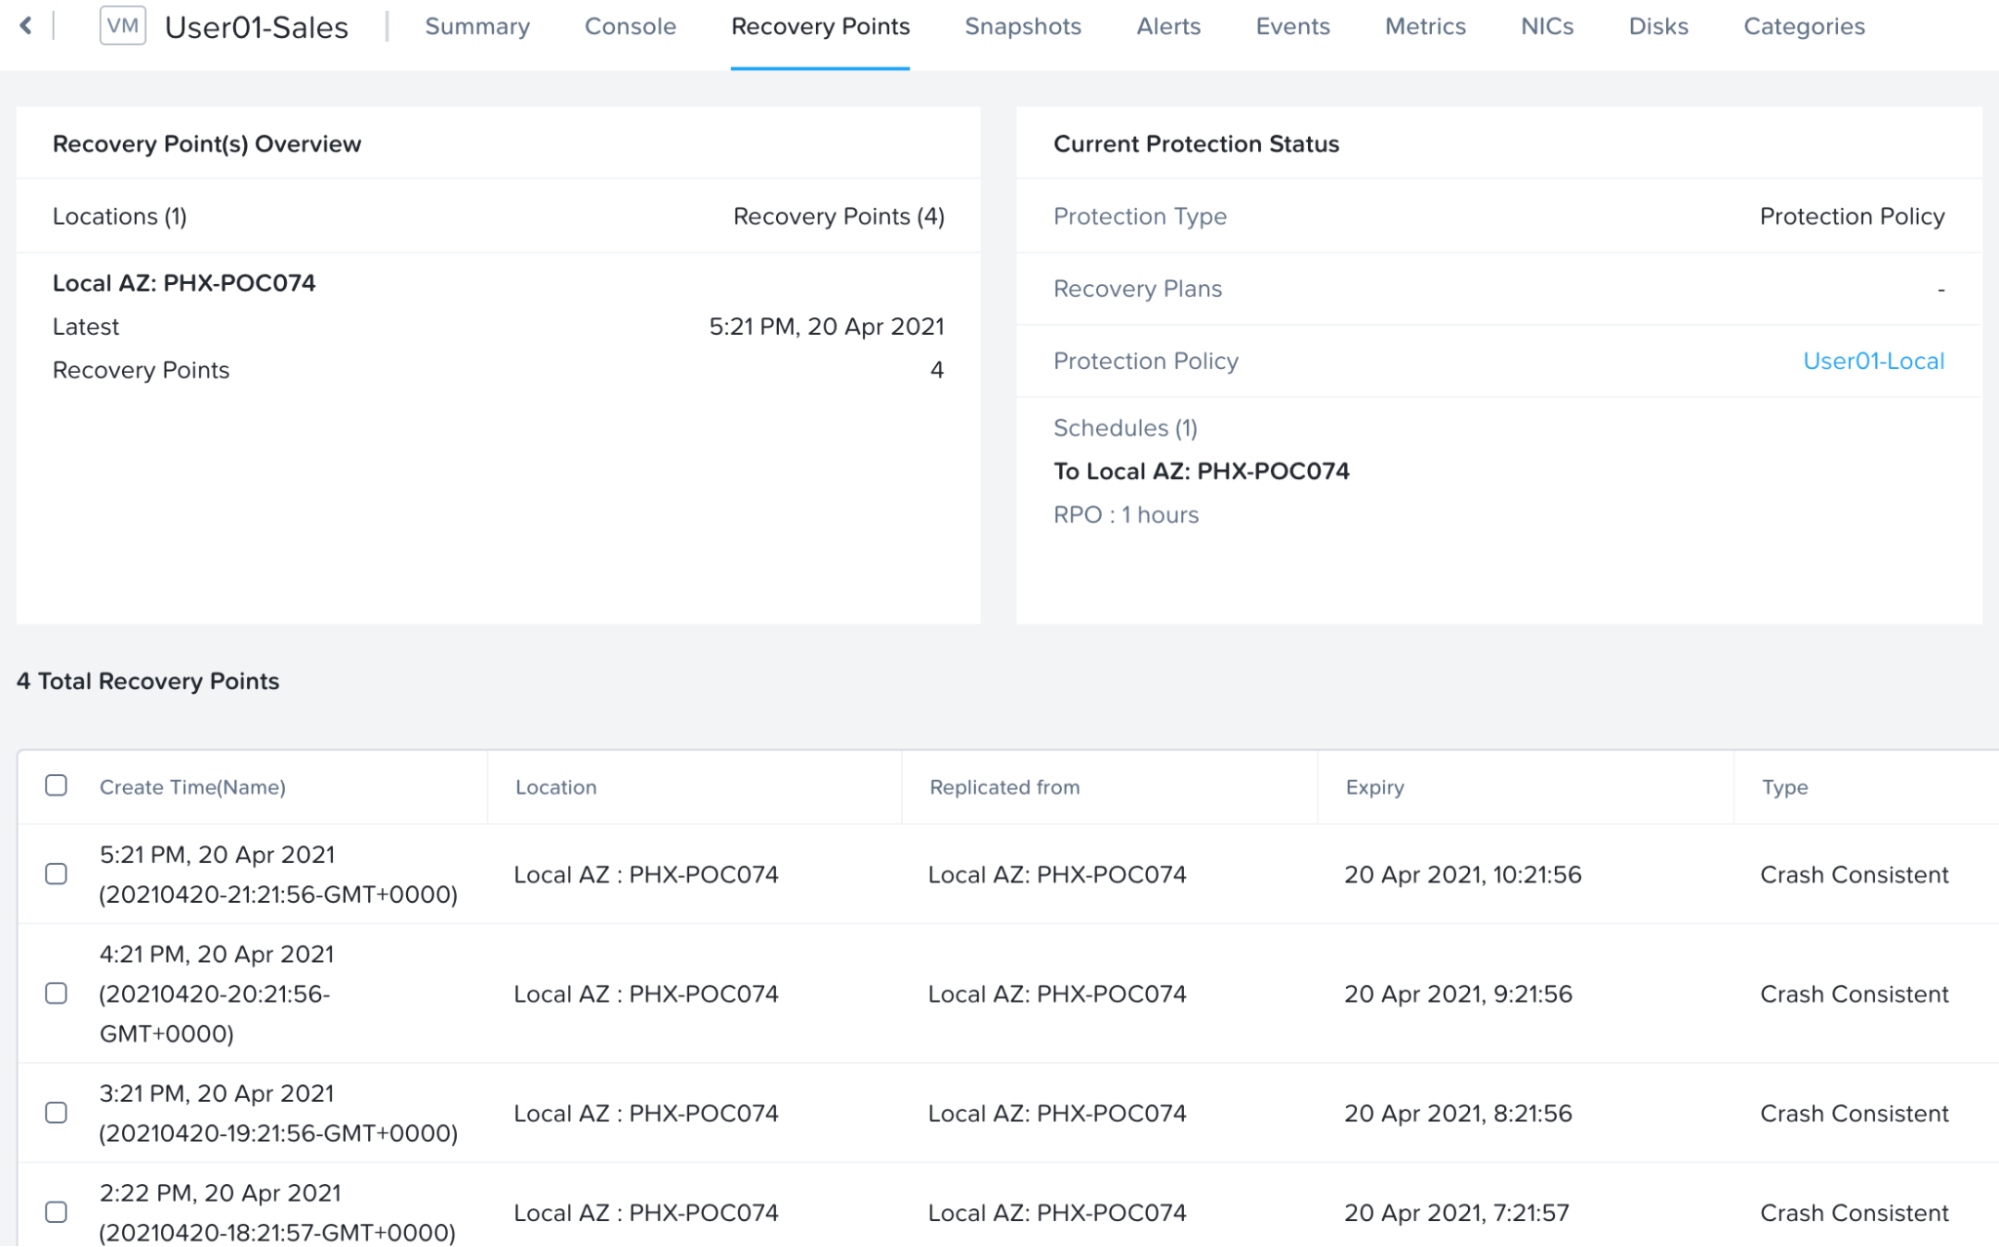 VM User01-Sales Summary Console Recovery Points Snapshots Alerts Events Metrics NICs Disks Categories
Recovery Point(s) Overview
Locations (1) Recovery Points (4)
Local AZ: PHX-POC074
Latest 5:21 PM, 20 Apr 2021
Recovery Points 4
Current Protection Status
Protection Type Protection Policy
Recovery Plans -
Protection Policy User01-Local
Schedules (1)
To Local AZ: PHX-POC074
RPO : 1 hours
4 Total Recovery Points
Create Time(Name) Location Replicated from Expiry Type
5:21 PM, 20 Apr 2021
(20210420-21:21:56-GMT+0000) Local AZ : PHX-POC074 Local AZ: PHX-POC074 20 Apr 2021, 10:21:56 Crash Consistent
4:21 PM, 20 Apr 2021
(20210420-20:21:56- Local AZ : PHX-POC074 Local AZ: PHX-POC074 20 Apr 2021, 9:21:56 Crash Consistent
GMT+0000)
3:21 PM, 20 Apr 2021
(20210420-19:21:56-GMT+0000) Local AZ : PHX-POC074 Local AZ: PHX-POC074 20 Apr 2021, 8:21:56 Crash Consistent
2:22 PM, 20 Apr 2021
(20210420-18:21:57-GMT+0000) Local AZ : PHX-POC074 Local AZ: PHX-POC074 20 Apr 2021, 7:21:57 Crash Consistent